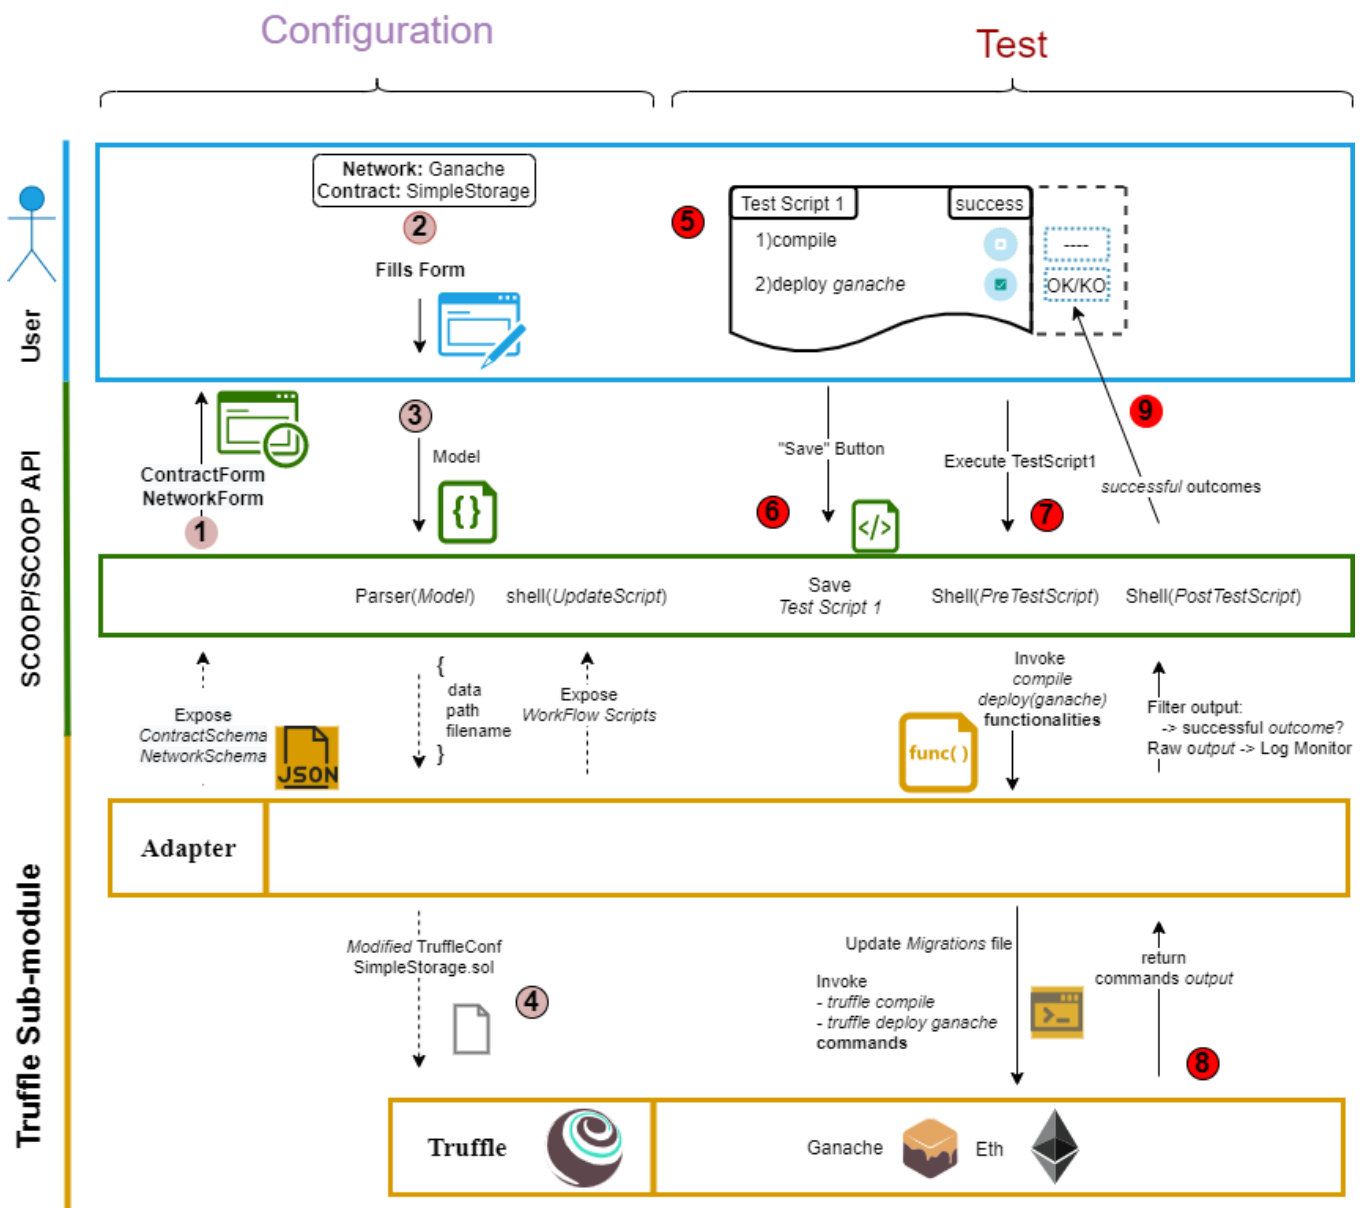 Configuration
Test
Network: Ganache
Contract: SimpleStorage
2
Fills Form
5
Test Script 1
success
1)compile
----
2)deploy ganache
OK/KO
User
ContractForm
NetworkForm
1
3
Model
{}
"Save" Button
6
</>
Execute TestScript1
7
9
successful outcomes
SCOOP/SCOOP API
Parser(Model)
shell(UpdateScript)
Save
Test Script 1
Shell(PreTestScript)
Shell(PostTestScript)
Expose
ContractSchema
NetworkSchema
JSON
{
data
path
filename
}
Expose
WorkFlow Scripts
Invoke
compile
deploy(ganache)
functionalities
func( )
Filter output:
-> successful outcome?
Raw output -> Log Monitor
Adapter
Truffle Sub-module
Modified TruffleConf
SimpleStorage.sol
4
Update Migrations file
Invoke
- truffle compile
- truffle deploy ganache
commands
>_
return
commands output
8
Truffle
Ganache
Eth